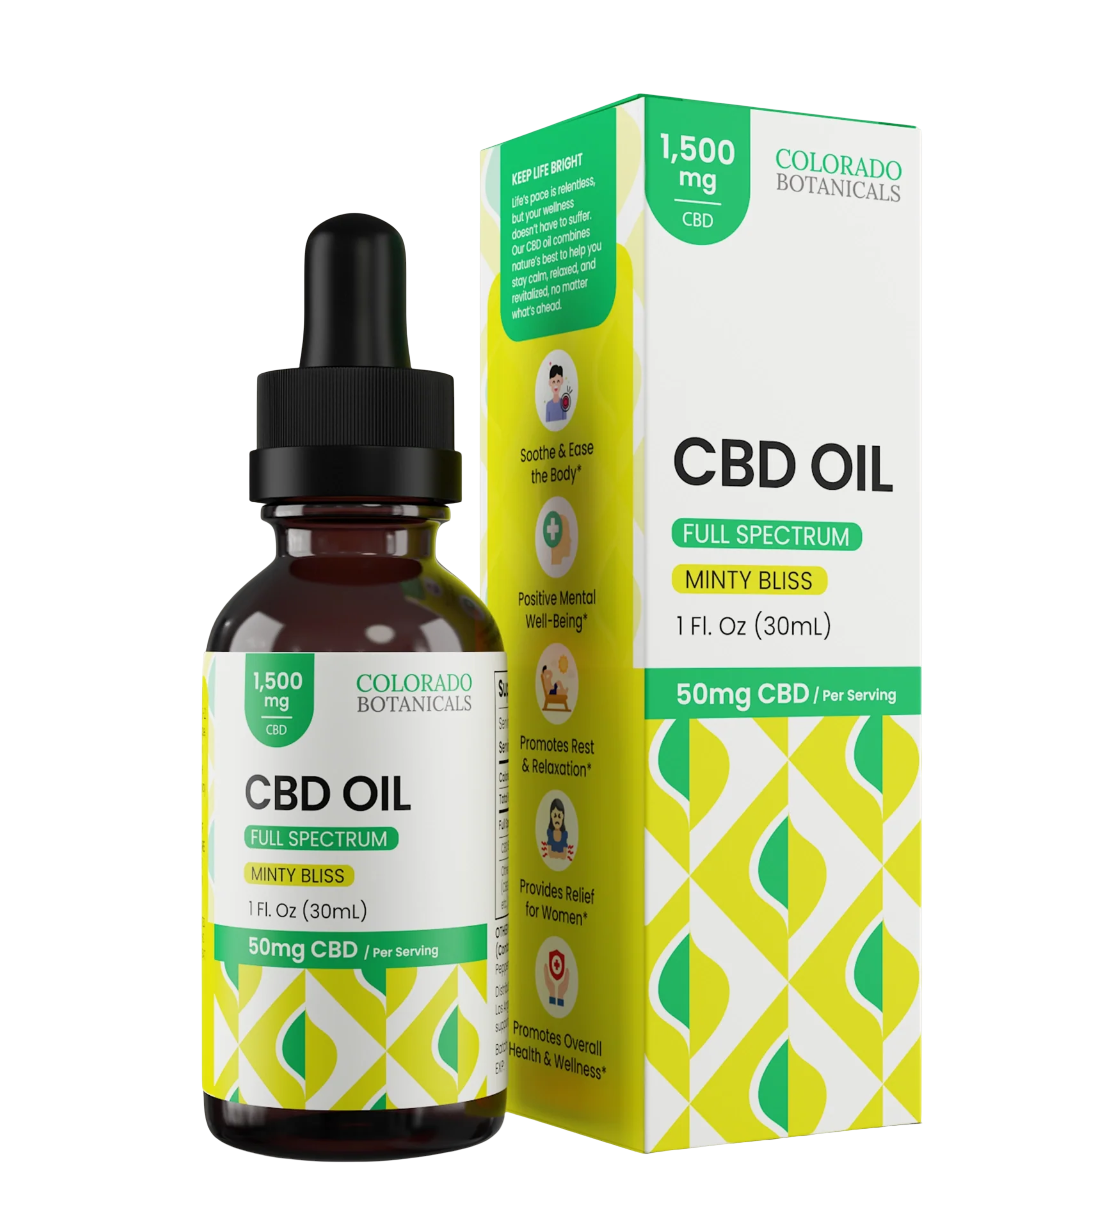 KEEP LIFE BRIGHT
Life's pace is relentless,
but your wellness
doesn't have to suffer.
Our CBD oil combines
nature's best to help you
stay calm, relaxed, and
revitalized, no matter
what's ahead.
Soothe & Ease
the Body*
Positive Mental
Well-Being*
Promotes Rest
& Relaxation*
Provides Relief
for Women*
Promotes Overall
Health & Wellness*
1,500
mg
CBD
COLORADO
BOTANICALS
CBD OIL
FULL SPECTRUM
MINTY BLISS
1 Fl. Oz (30mL)
50mg CBD / Per Serving
1,500
mg
CBD
COLORADO
BOTANICALS
CBD OIL
FULL SPECTRUM
MINTY BLISS
1 Fl. Oz (30mL)
50mg CBD / Per Serving